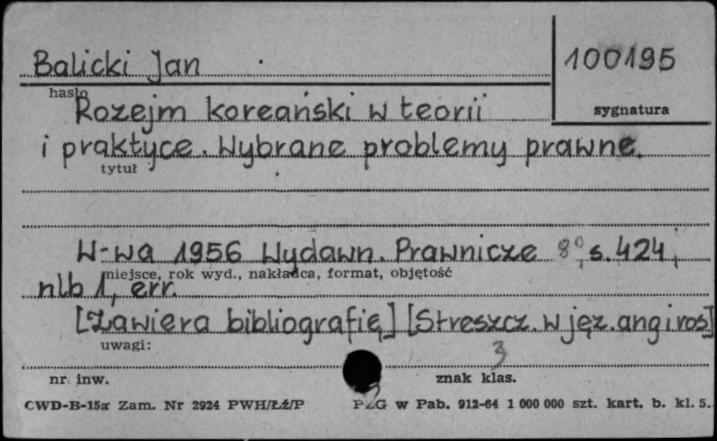 Balicki Jan
100195
hasło
sygnatura
Rozejm koreański w teorii
i praktyce. Wybrane problemy prawne.
tytuł
W-wa 1956 Wydawn. Prawnicze 8° s. 424,
miejsce, rok wyd., nakładca, format, objętość
nlb 1, err.
[Zawiera bibliografię] [Streszcz. w jęz. ang i ros]
uwagi:
3
nr. inw.
znak klas.
CWD-B-15a Zam. Nr 2924 PWH/Łż/P
PZG w Pab. 912-64 1 000 000 szt. kart. b. kl. 5.